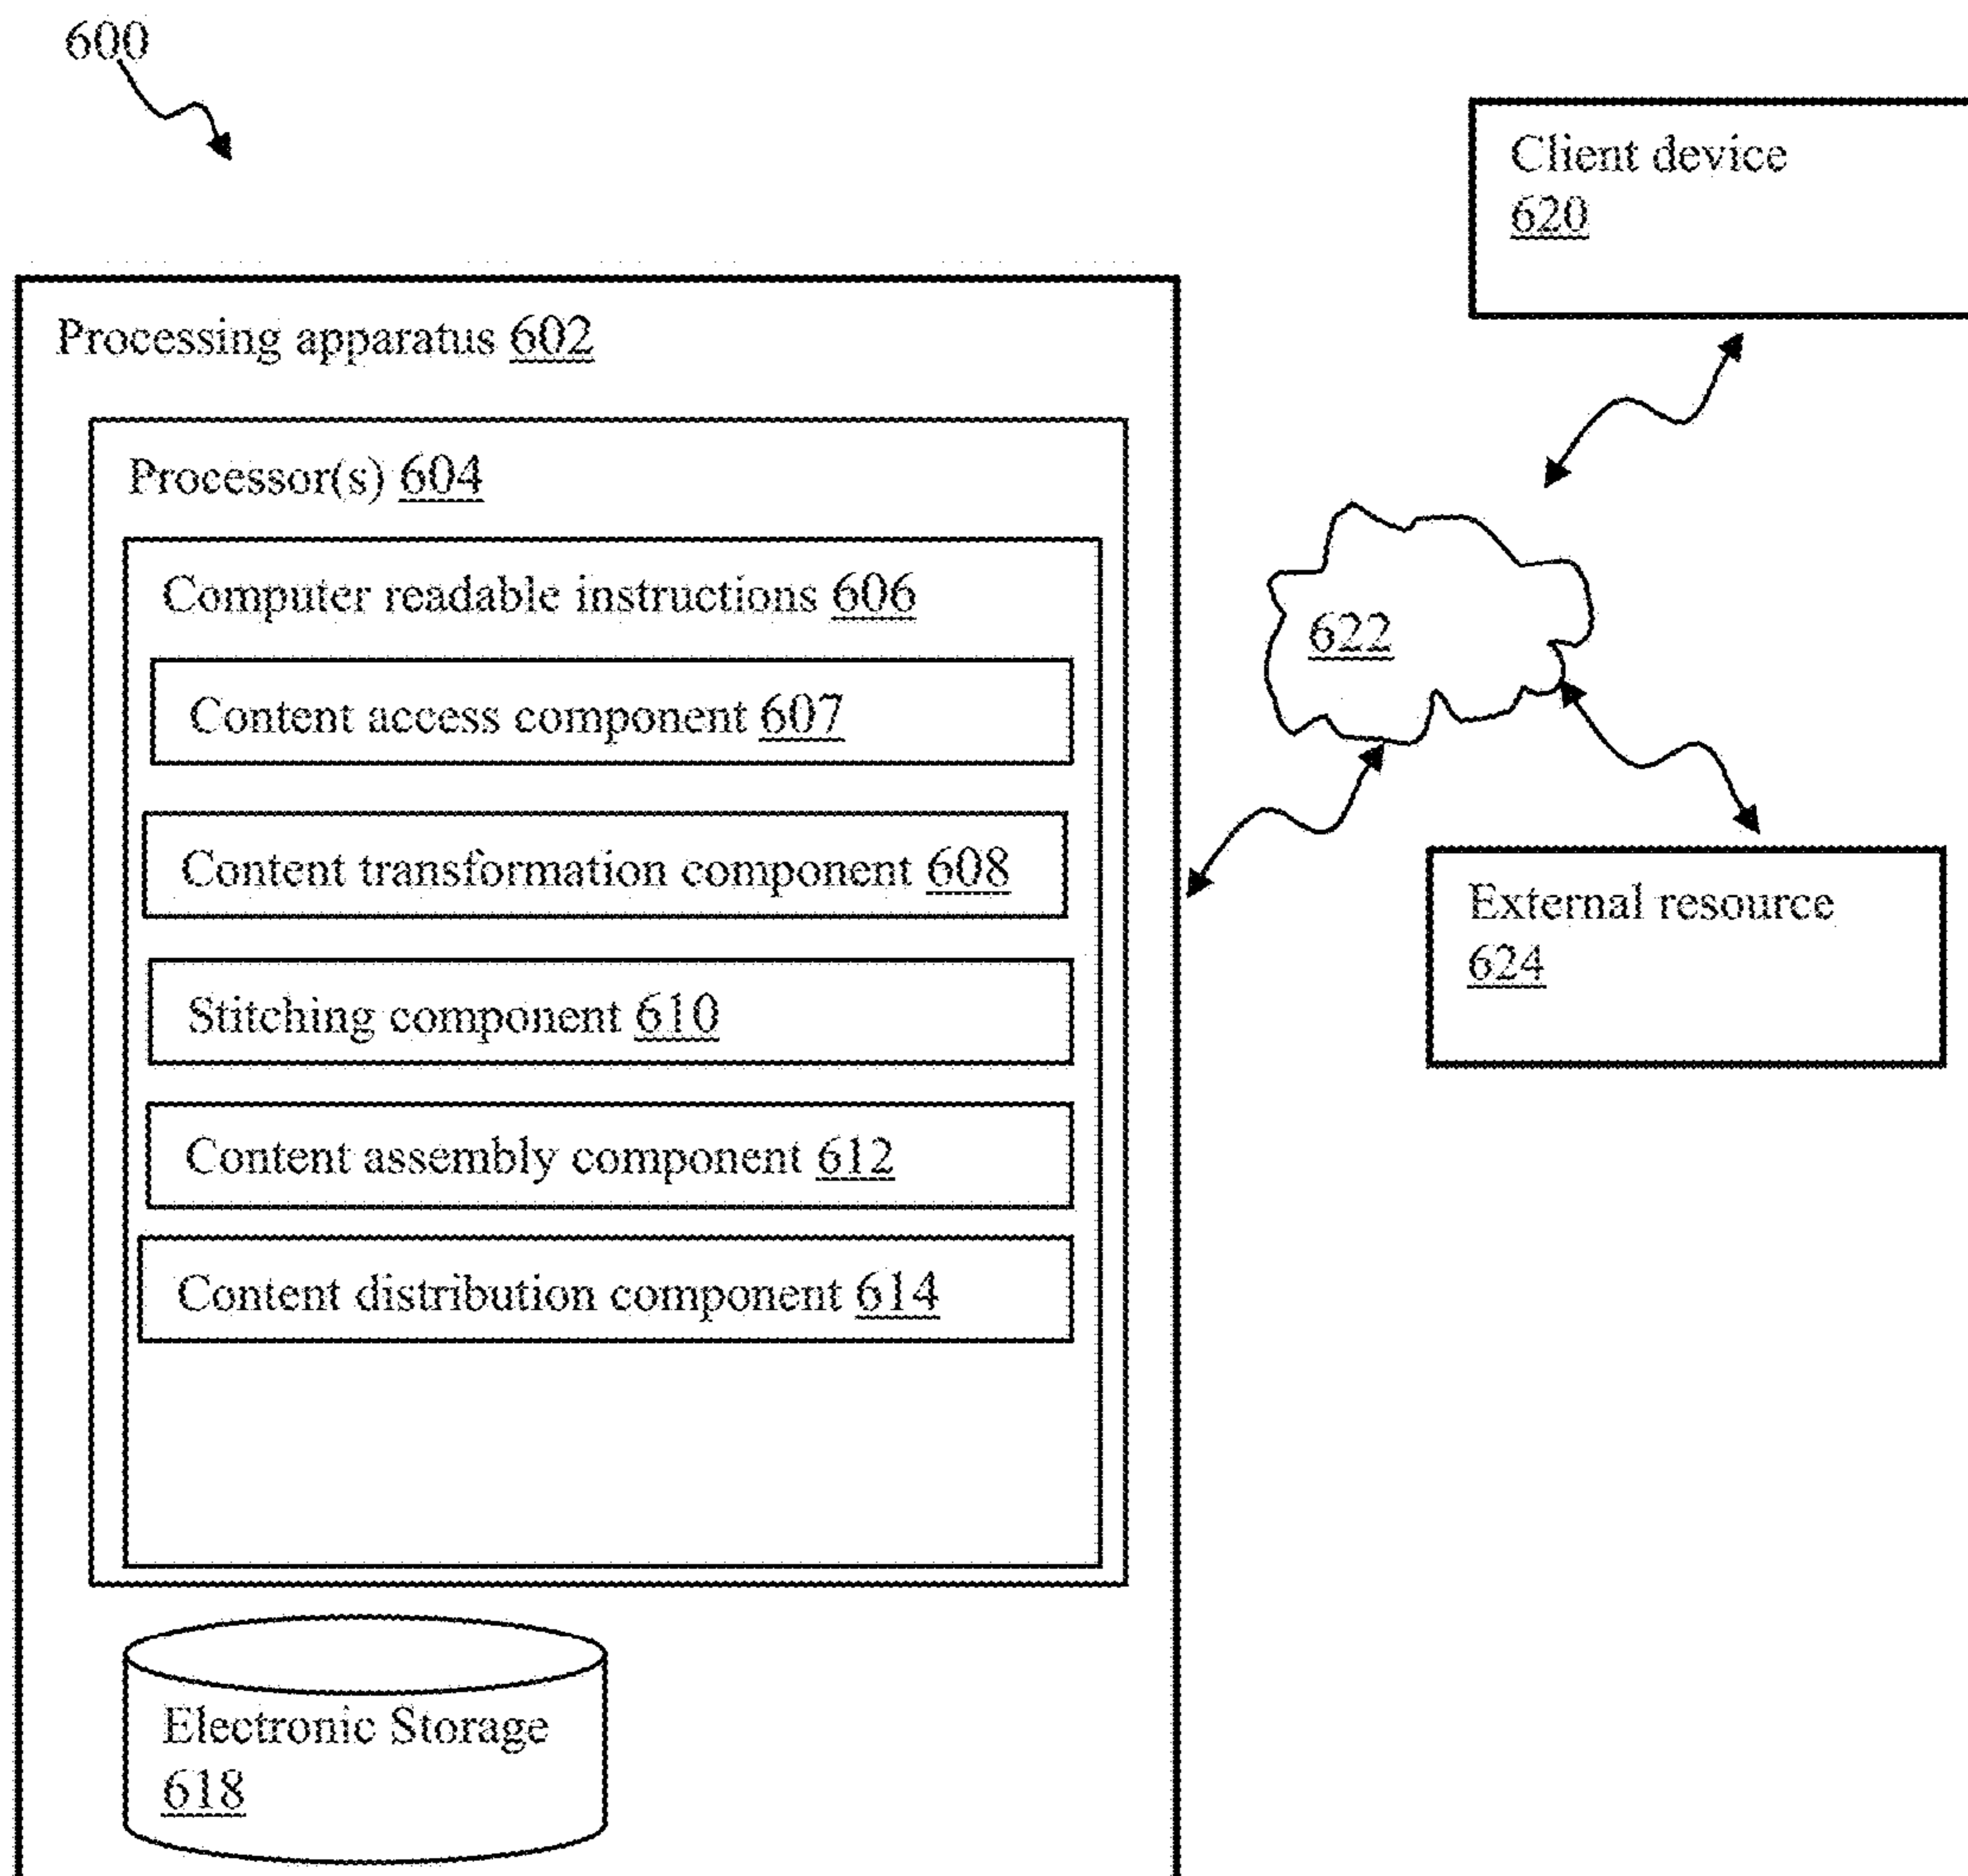 600
Client device
620
Processing apparatus 602
Processor(s) 604
Computer readable instructions 606
622
Content access component 607
Content transformation component 608
External resource
624
Stitching component 610
Content assembly component 612
Content distribution component 614
Electronic Storage
618